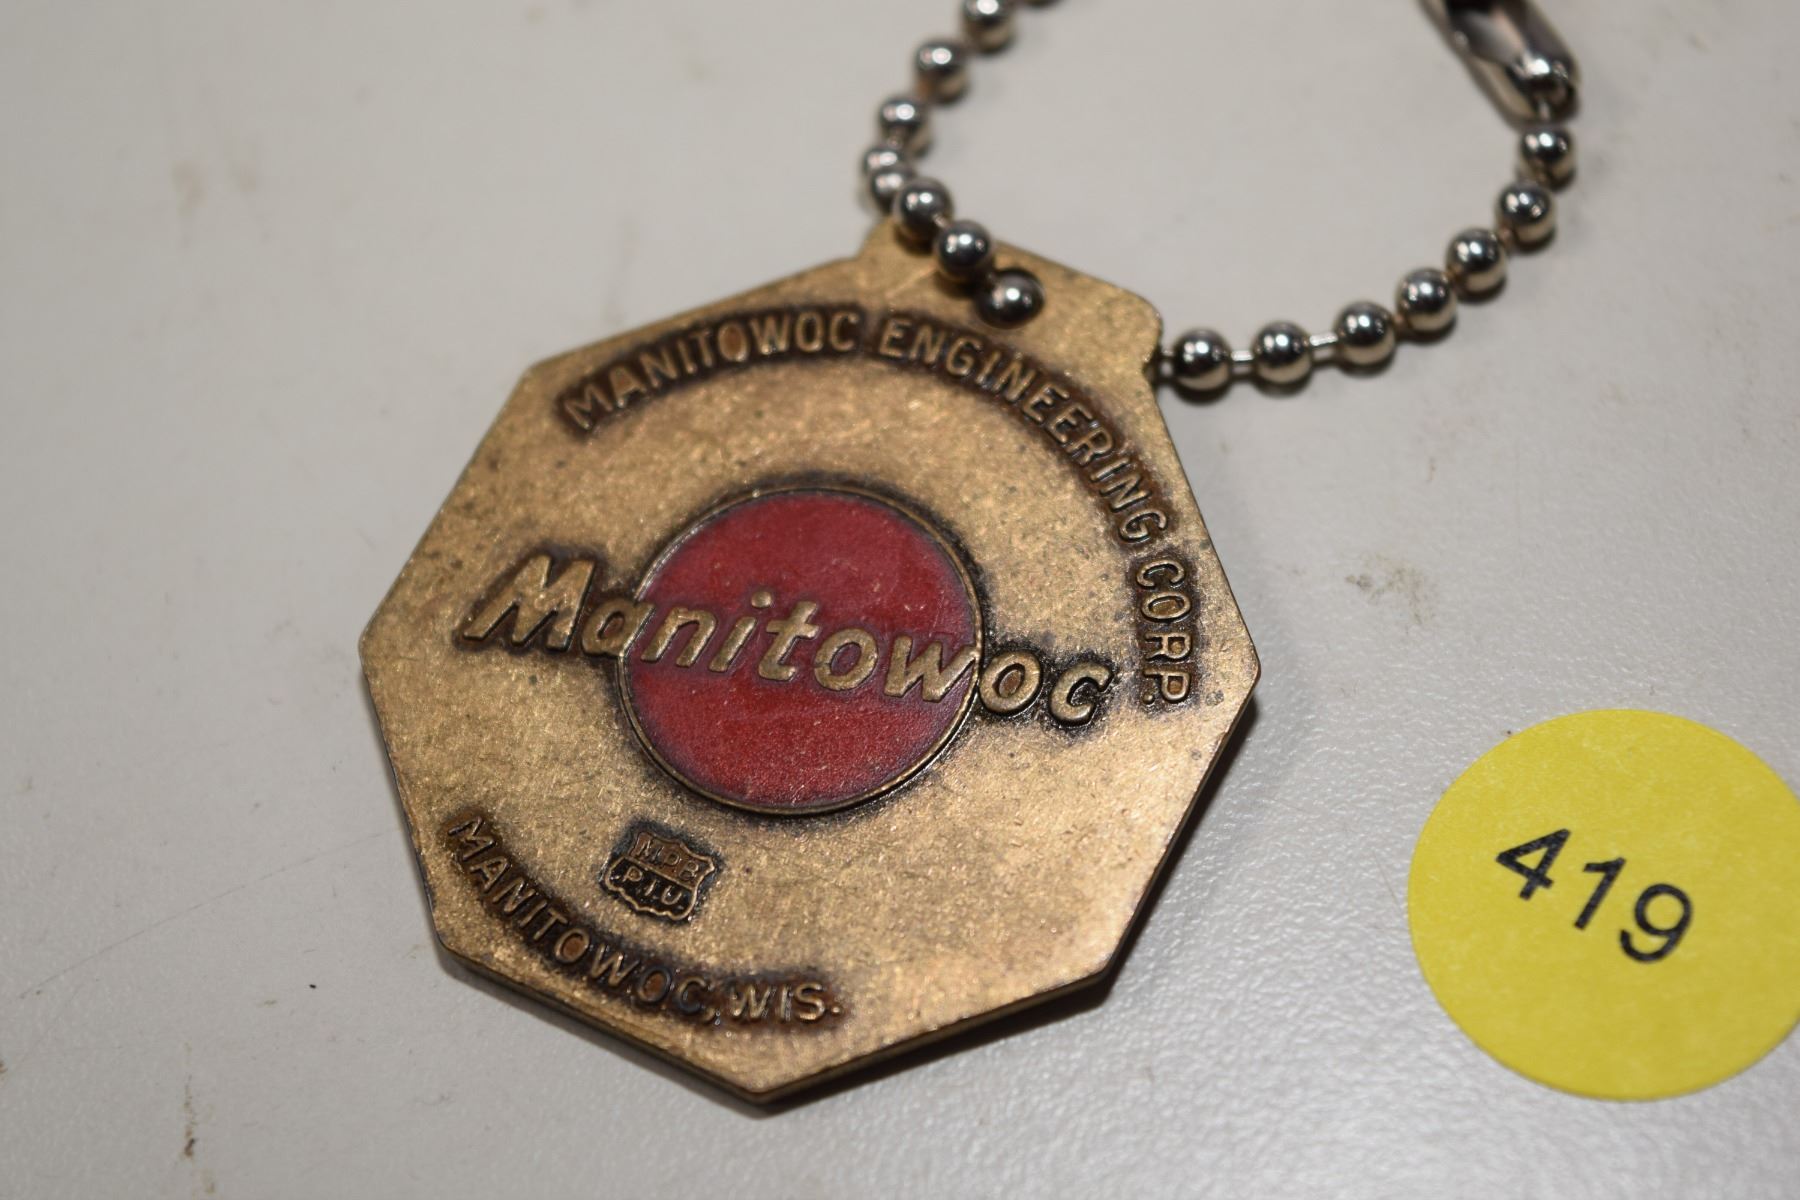 MANITOWOC ENGINEERING CORP.
Manitowoc
P.T.U.
MANITOWOC, WIS.
419